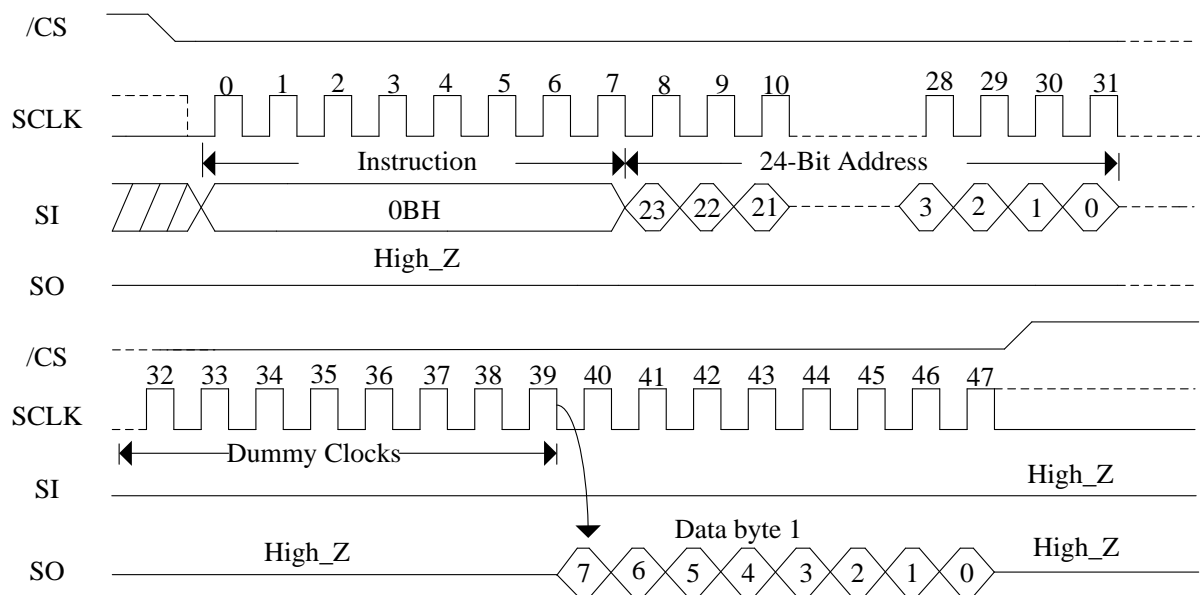 /CS
0 1 2 3 4 5 6 7 8 9 10 28 29 30 31
SCLK
Instruction 24-Bit Address
SI 0BH 23 22 21 3 2 1 0
High_Z
SO
/CS
32 33 34 35 36 37 38 39 40 41 42 43 44 45 46 47
SCLK
Dummy Clocks
SI High_Z
High_Z Data byte 1 High_Z
SO 7 6 5 4 3 2 1 0